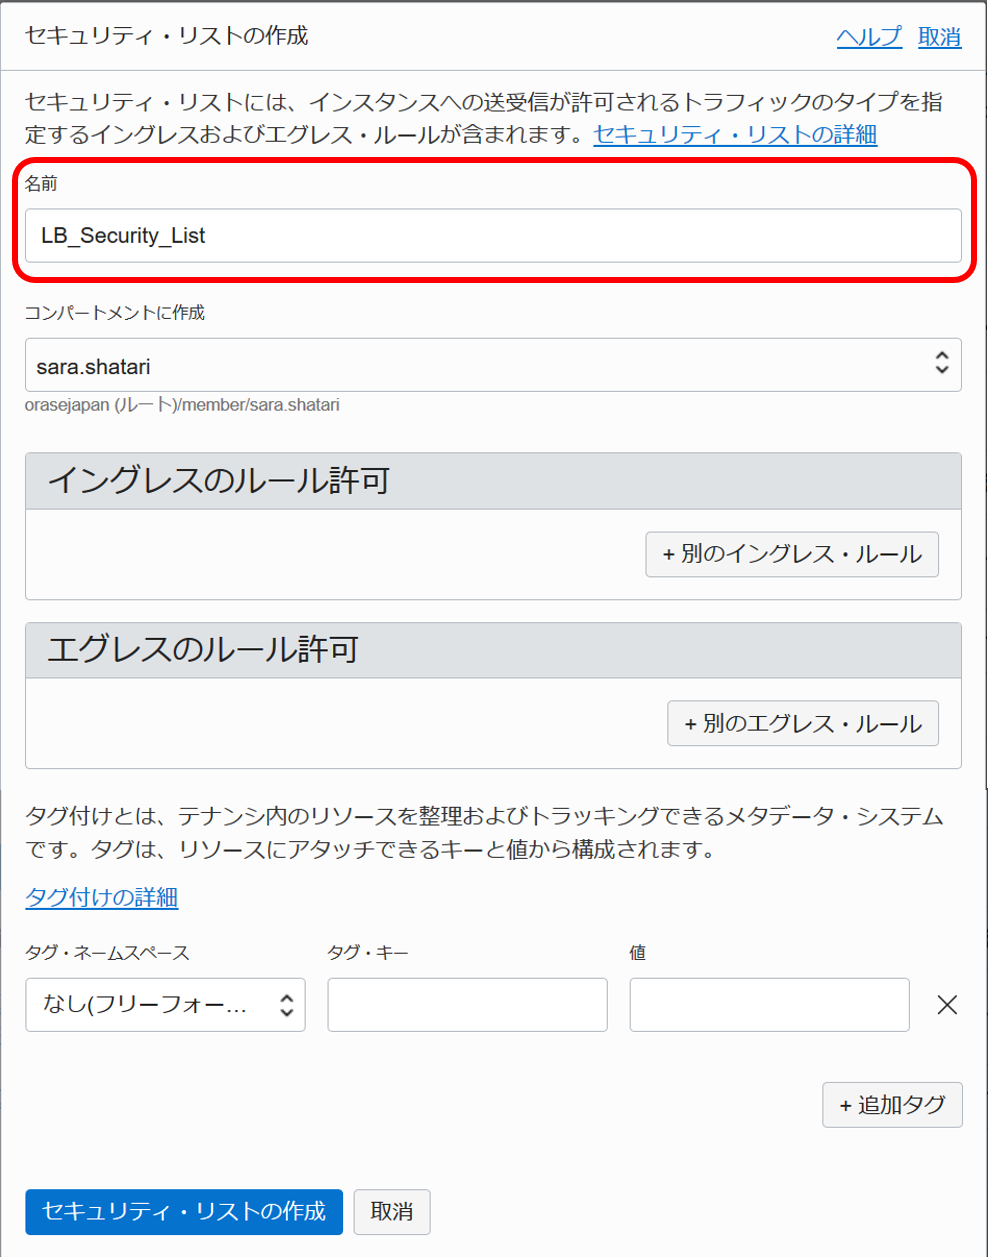 セキュリティ・リストの作成
ヘルプ 取消
セキュリティ・リストには、インスタンスへの送受信が許可されるトラフィックのタイプを指
定するイングレスおよびエグレス・ルールが含まれます。セキュリティ・リストの詳細
名前
LB_Security_List
コンパートメントに作成
sara.shatari
orasejapan (ルート)/member/sara.shatari
イングレスのルール許可
+ 別のイングレス・ルール
エグレスのルール許可
+ 別のエグレス・ルール
タグ付けとは、テナンシ内のリソースを整理およびトラッキングできるメタデータ・システム
です。タグは、リソースにアタッチできるキーと値から構成されます。
タグ付けの詳細
タグ・ネームスペース タグ・キー 値
なし(フリーフォー...
+ 追加タグ
セキュリティ・リストの作成 取消